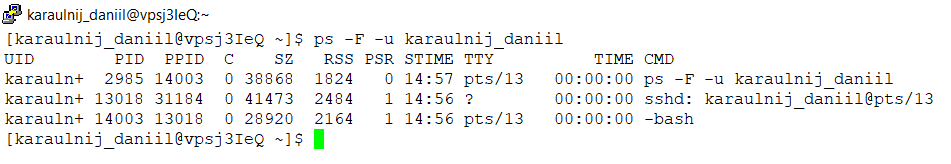 karaulnij_daniil@vpsj3IeQ:~
[karaulnij_daniil@vpsj3IeQ ~]$ ps -F -u karaulnij_daniil
UID        PID  PPID  C    SZ   RSS PSR STIME TTY          TIME CMD
karauln+  2985 14003  0 38868  1824   0 14:57 pts/13   00:00:00 ps -F -u karaulnij_daniil
karauln+ 13018 31184  0 41473  2484   1 14:56 ?        00:00:00 sshd: karaulnij_daniil@pts/13
karauln+ 14003 13018  0 28920  2164   1 14:56 pts/13   00:00:00 -bash
[karaulnij_daniil@vpsj3IeQ ~]$